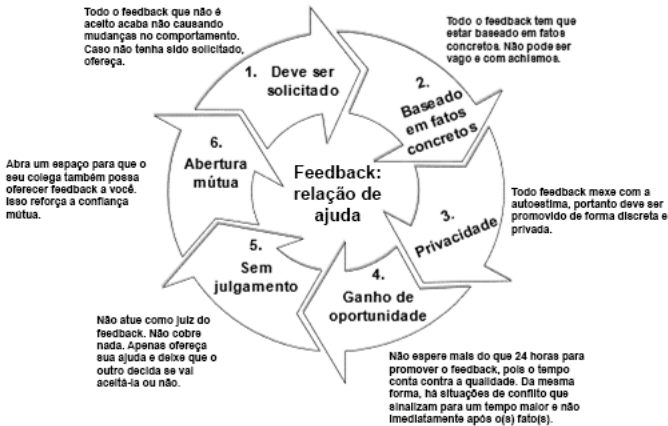 Todo o feedback que não é
aceito acaba não causando
mudanças no comportamento.
Caso não tenha sido solicitado,
ofereça.
1. Deve ser
solicitado
Todo o feedback tem que
estar baseado em fatos
concretos. Não pode ser
vago e com achismos.
2.
Baseado
em fatos
concretos
Todo feedback mexe com a
autoestima, portanto deve ser
promovido de forma discreta e
privada.
3.
Privacidade
4.
Ganho de
oportunidade
Não espere mais do que 24 horas para
promover o feedback, pois o tempo
conta contra a qualidade. Da mesma
forma, há situações de conflito que
sinalizam para um tempo maior e não
imediatamente após o(s) fato(s).
5.
Sem
julgamento
Não atue como juiz do
feedback. Não cobre
nada. Apenas ofereça
sua ajuda e deixe que o
outro decida se vai
aceitá-la ou não.
6.
Abertura
mútua
Abra um espaço para que o
seu colega também possa
oferecer feedback a você.
Isso reforça a confiança
mútua.
Feedback:
relação de
ajuda